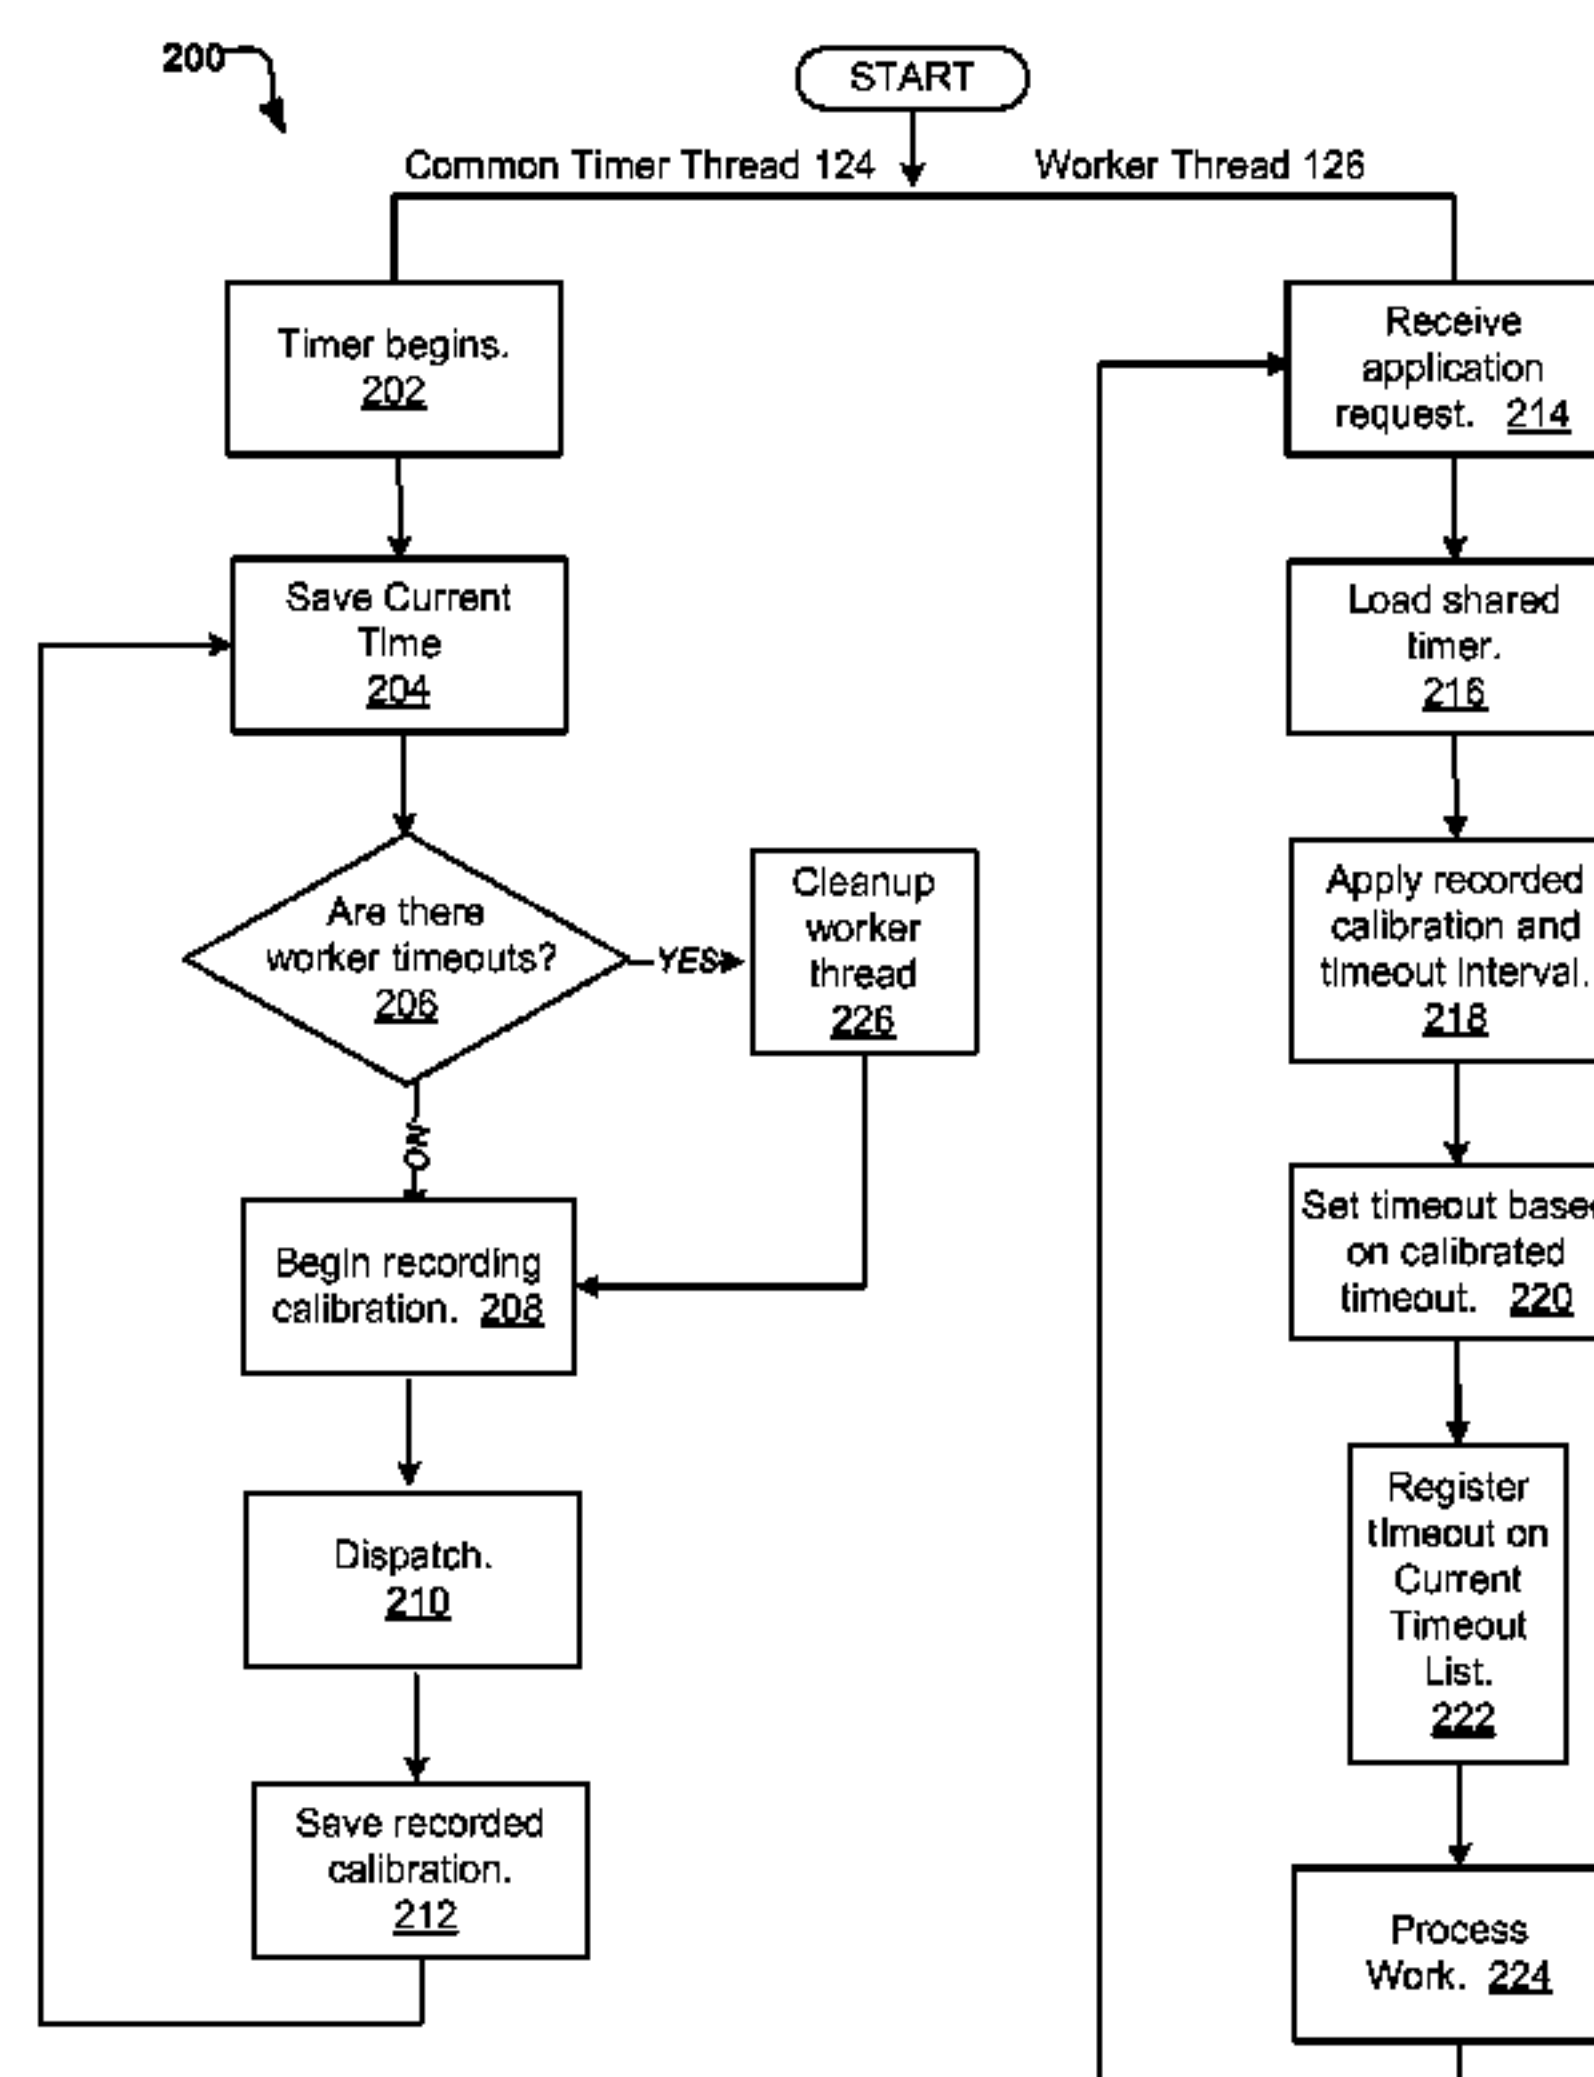 200
START
Common Timer Thread 124
Worker Thread 126
Timer begins.
202
Save Current
Time
204
Are there
worker timeouts?
206
YES
Cleanup
worker
thread
226
NO
Begin recording
calibration. 208
Dispatch.
210
Save recorded
calibration.
212
Receive
application
request. 214
Load shared
timer.
216
Apply recorded
calibration and
timeout interval.
218
Set timeout
on calibrated
timeout. 220
Register
timeout on
Current
Timeout
List.
222
Process
Work. 224